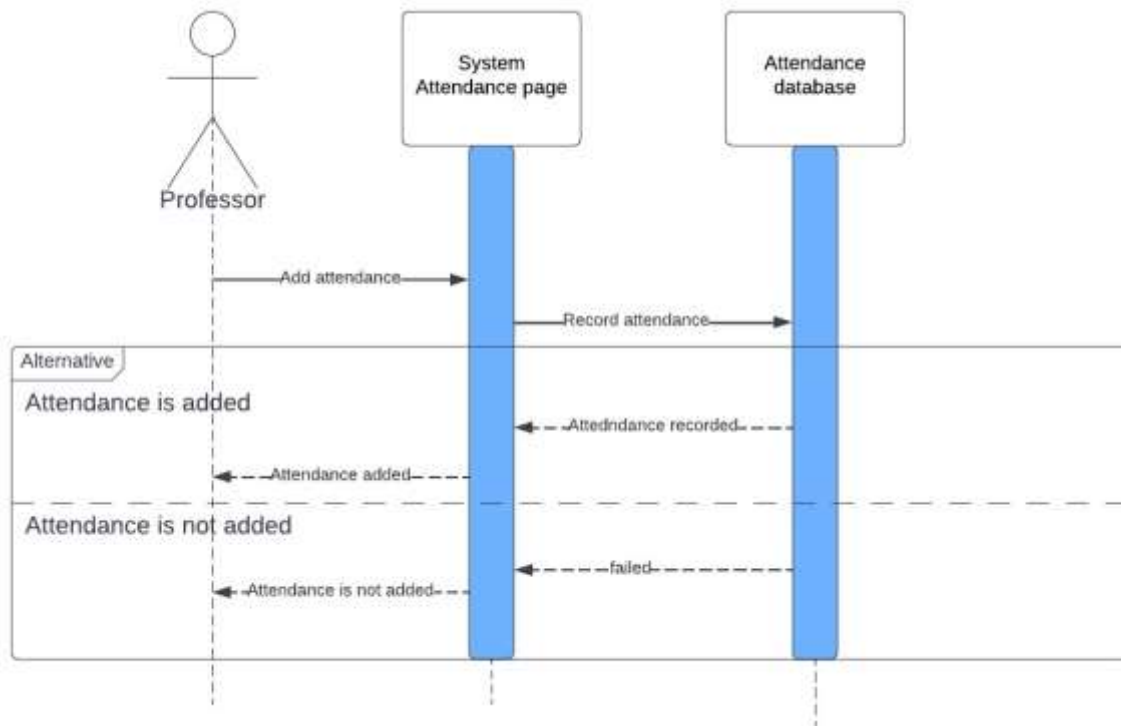 System
Attendance page
Attendance
database
Professor
Add attendance
Record attendance
Alternative
Attendance is added
Attedndance recorded
Attendance added
Attendance is not added
failed
Attendance is not added